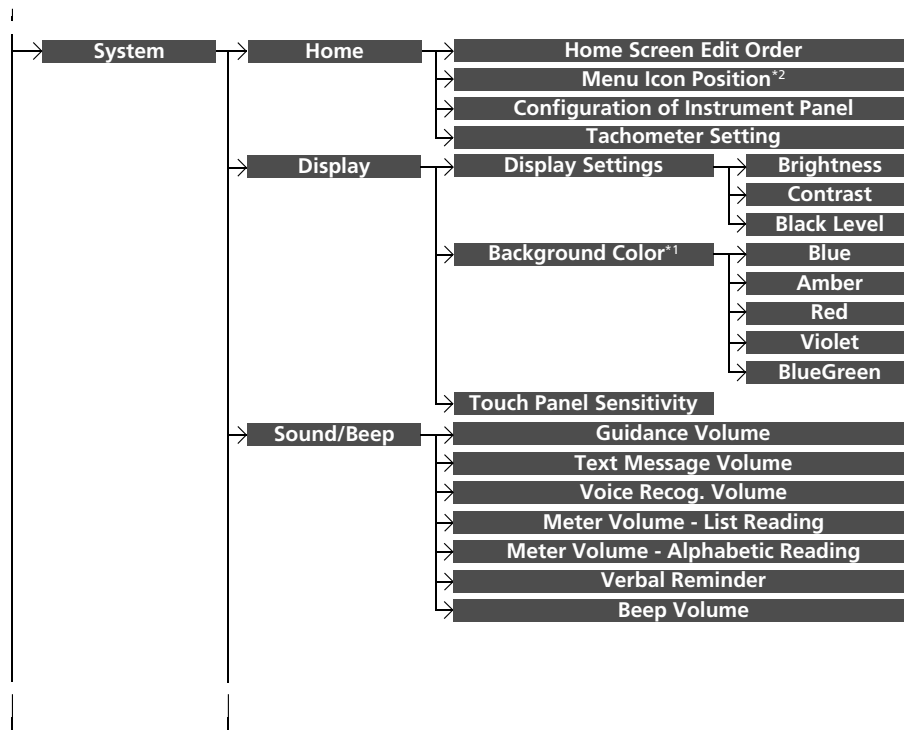 System
Home
Home Screen Edit Order
Menu Icon Position*2
Configuration of Instrument Panel
Tachometer Setting
Display
Display Settings
Brightness
Contrast
Black Level
Background Color*1
Blue
Amber
Red
Violet
BlueGreen
Touch Panel Sensitivity
Sound/Beep
Guidance Volume
Text Message Volume
Voice Recog. Volume
Meter Volume - List Reading
Meter Volume - Alphabetic Reading
Verbal Reminder
Beep Volume